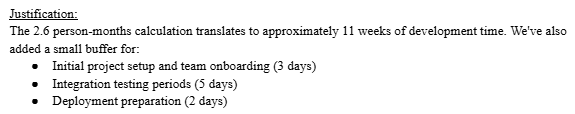 Justification:
The 2.6 person-months calculation translates to approximately 11 weeks of development time. We've also
added a small buffer for:
• Initial project setup and team onboarding (3 days)
• Integration testing periods (5 days)
• Deployment preparation (2 days)